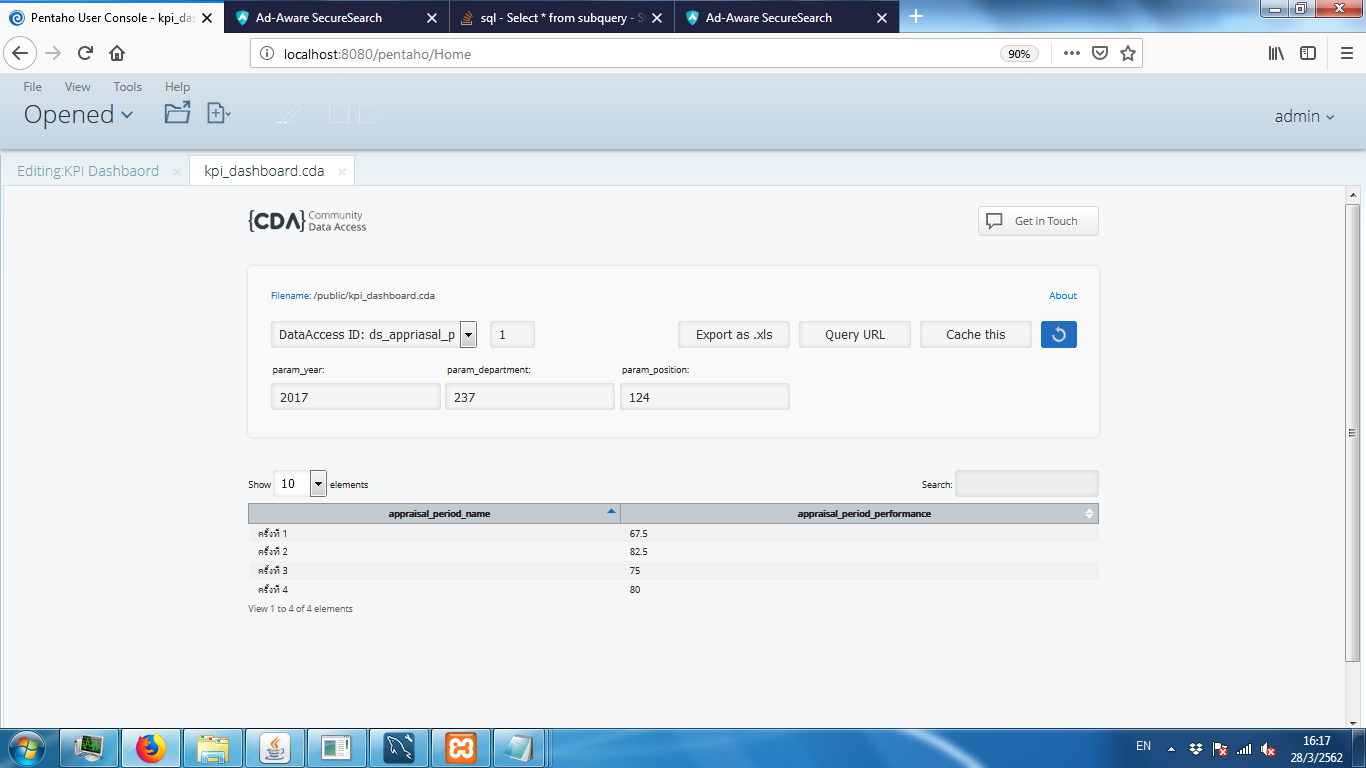 Pentaho User Console - kpi_das
Ad-Aware SecureSearch
sql - Select * from subquery - S
Ad-Aware SecureSearch
localhost:8080/pentaho/Home
90%
File View Tools Help
Opened
admin
Editing:KPI Dashbaord
kpi_dashboard.cda
{CDA} Community
Data Access
Get in Touch
Filename: /public/kpi_dashboard.cda
About
DataAccess ID: ds_appriasal_p
1
Export as .xls
Query URL
Cache this
param_year: param_department: param_position:
2017 237 124
Show 10 elements
Search:
appraisal_period_name appraisal_period_performance
ครั้งที่ 1 67.5
ครั้งที่ 2 82.5
ครั้งที่ 3 75
ครั้งที่ 4 80
View 1 to 4 of 4 elements
EN
16:17
28/3/2562